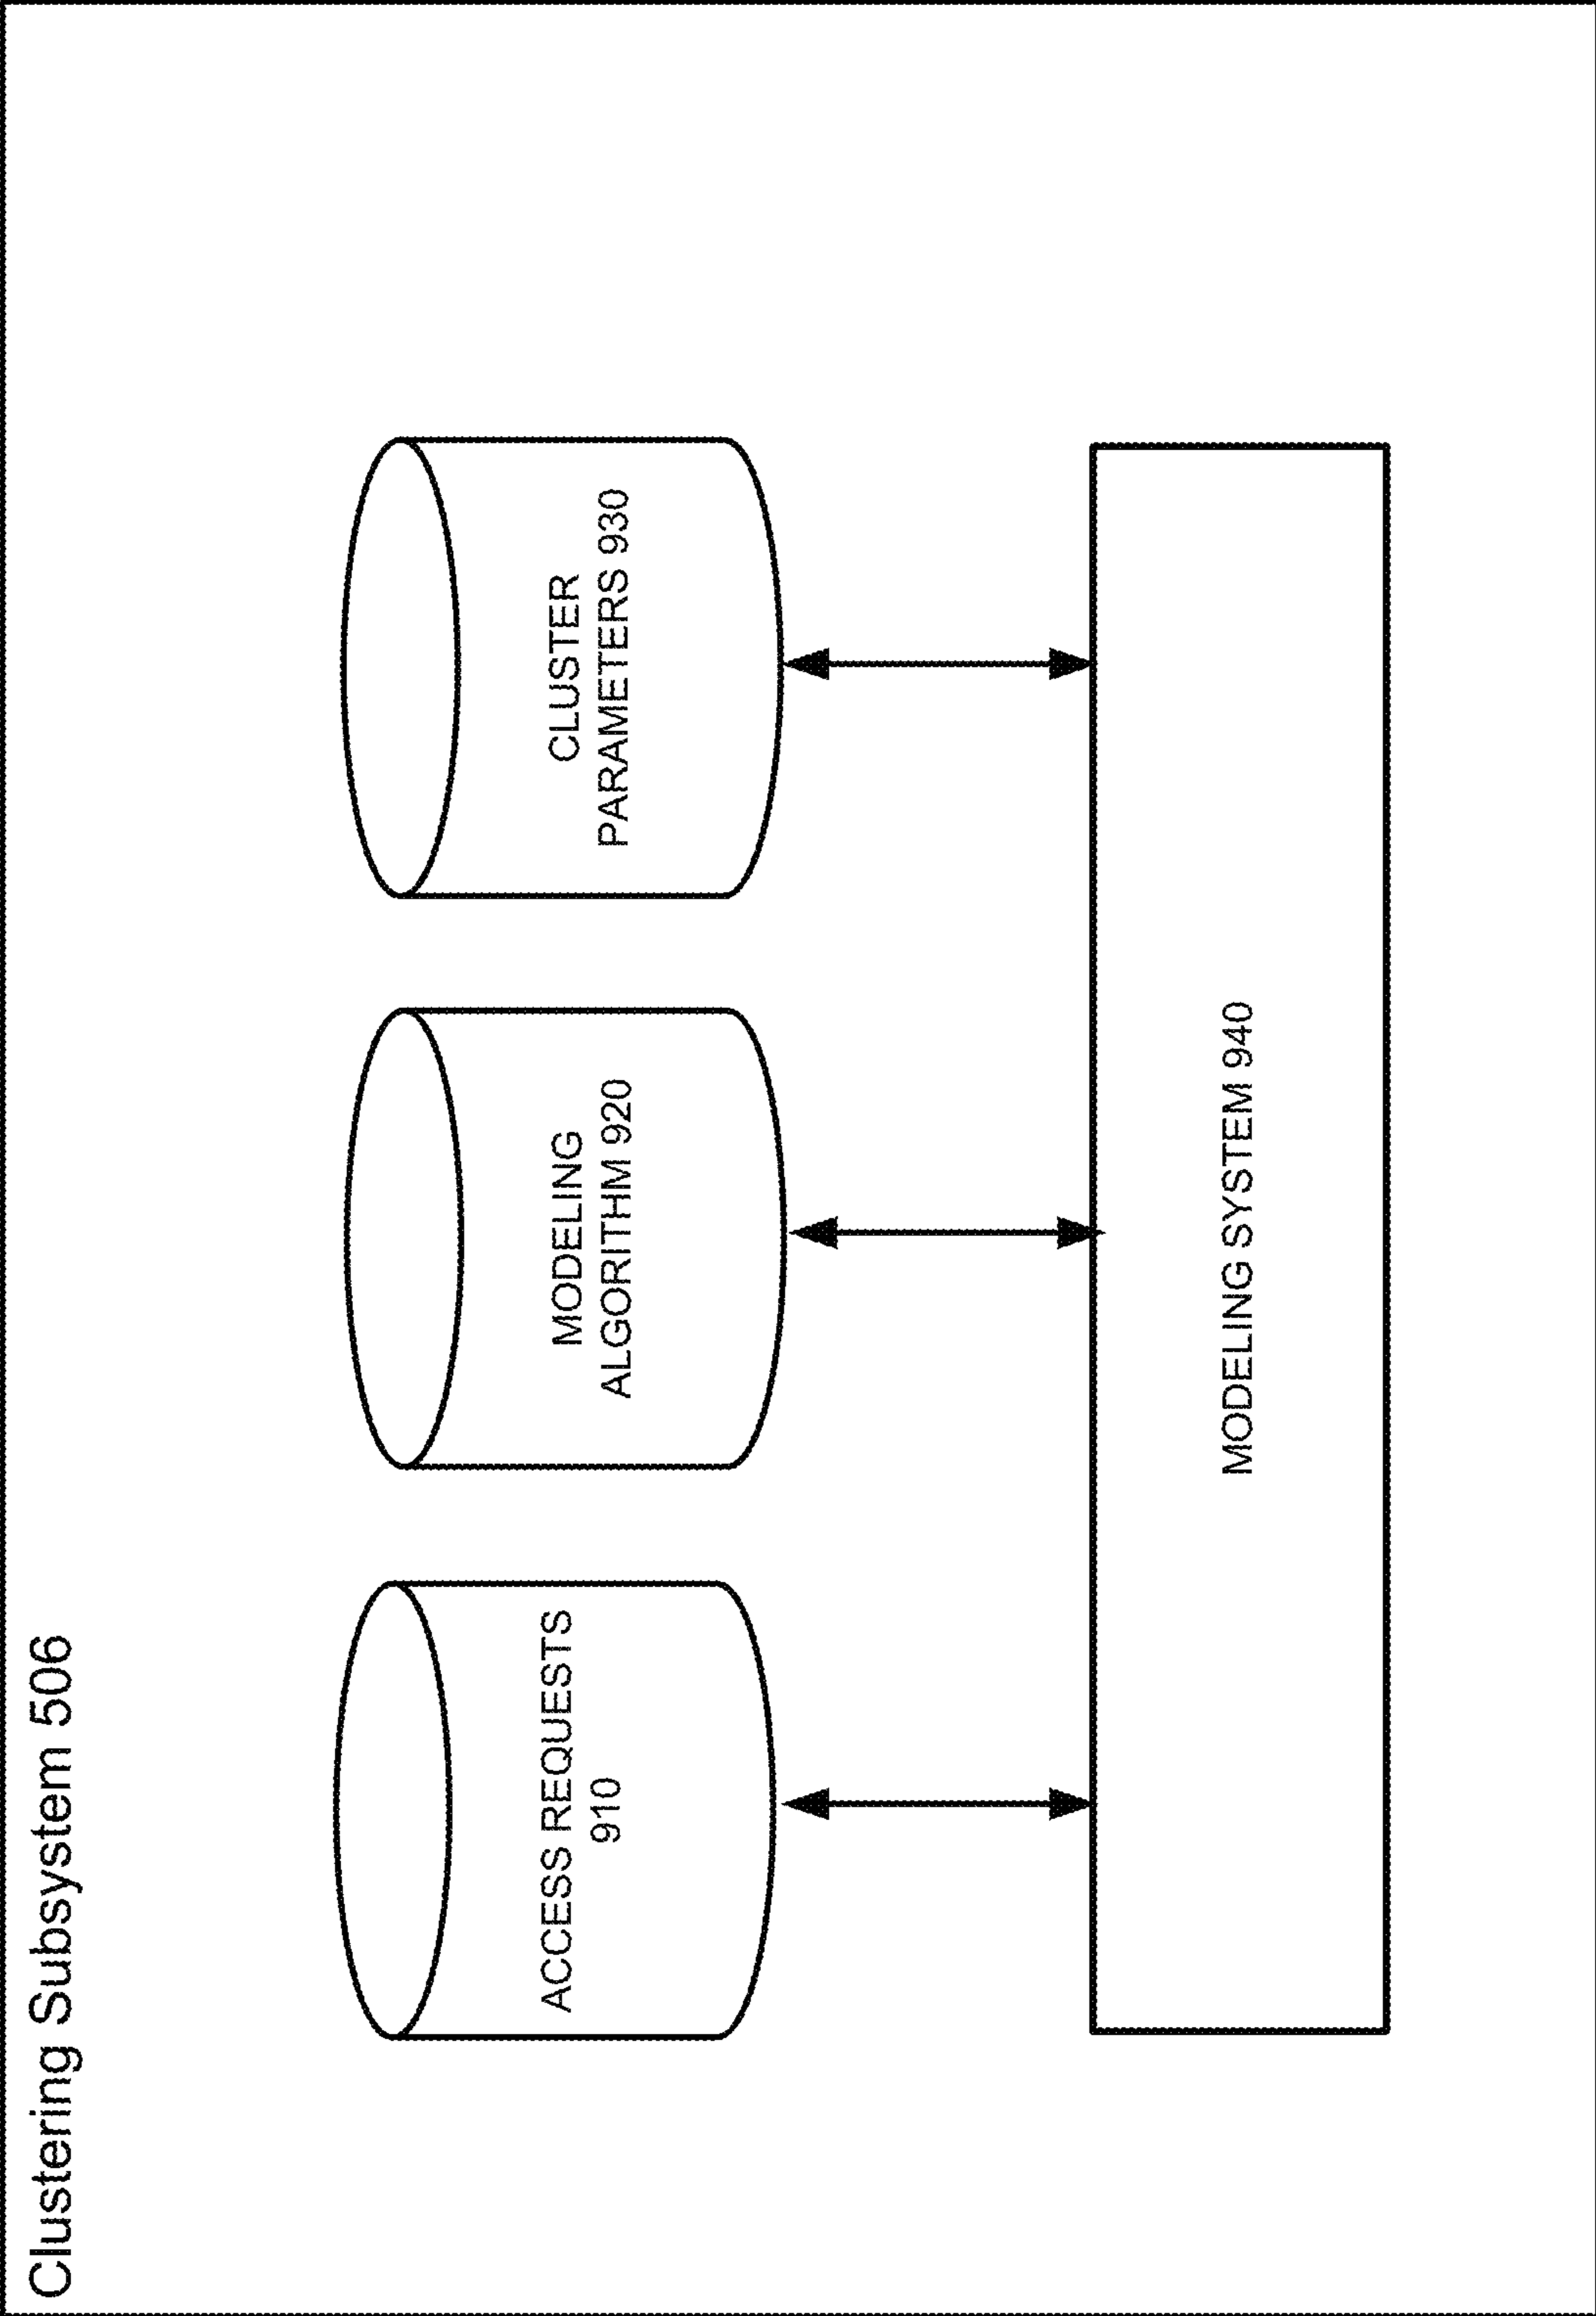 Clustering Subsystem 506
ACCESS REQUESTS
910
MODELING
ALGORITHM 920
CLUSTER
PARAMETERS 930
MODELING SYSTEM 940